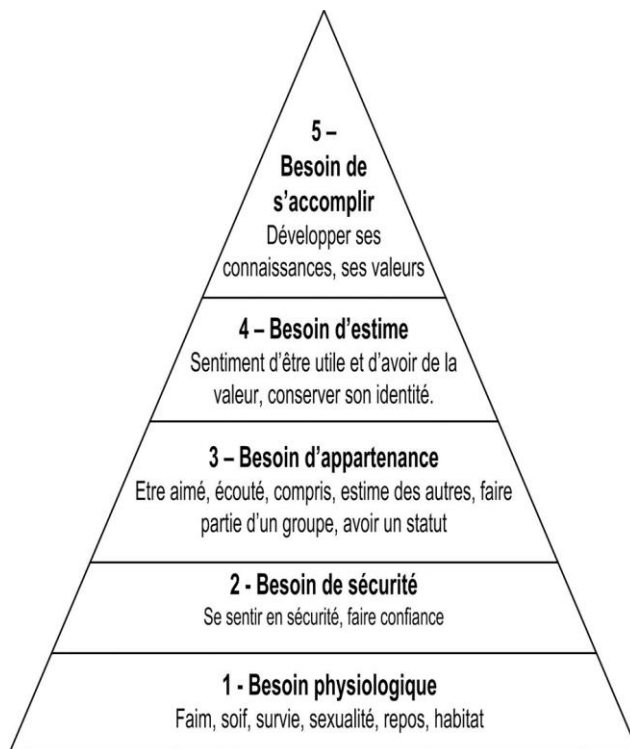 5 –
Besoin de
s’accomplir
Développer ses
connaissances, ses valeurs
4 – Besoin d’estime
Sentiment d’être utile et d’avoir de la
valeur, conserver son identité.
3 – Besoin d’appartenance
Etre aimé, écouté, compris, estime des autres, faire
partie d’un groupe, avoir un statut
2 - Besoin de sécurité
Se sentir en sécurité, faire confiance
1 - Besoin physiologique
Faim, soif, survie, sexualité, repos, habitat